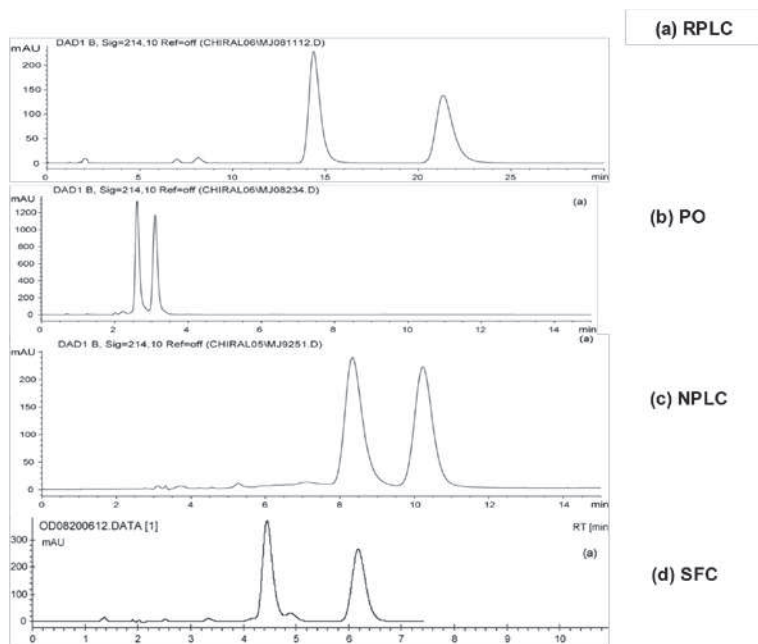 (a) RPLC
DAD1 B, Sig=214,10 Ref=off (CHIRAL06\MJ081112.D)
mAU
200
150
100
50
0
5
10
15
20
25
min
DAD1 B, Sig=214,10 Ref=off (CHIRAL06\MJ08234.D)
mAU
(a)
(b) PO
1200
1000
800
600
400
200
0
0
2
4
6
8
10
12
14
min
DAD1 B, Sig=214,10 Ref=off (CHIRAL05\MJ9251.D)
(a)
mAU
(c) NPLC
200
150
100
50
0
0
2
4
6
8
10
12
14
min
OD08200612.DATA [1]
RT [min
mAU
(a)
(d) SFC
300
200
100
0
0
1
2
3
4
5
6
7
8
9
10